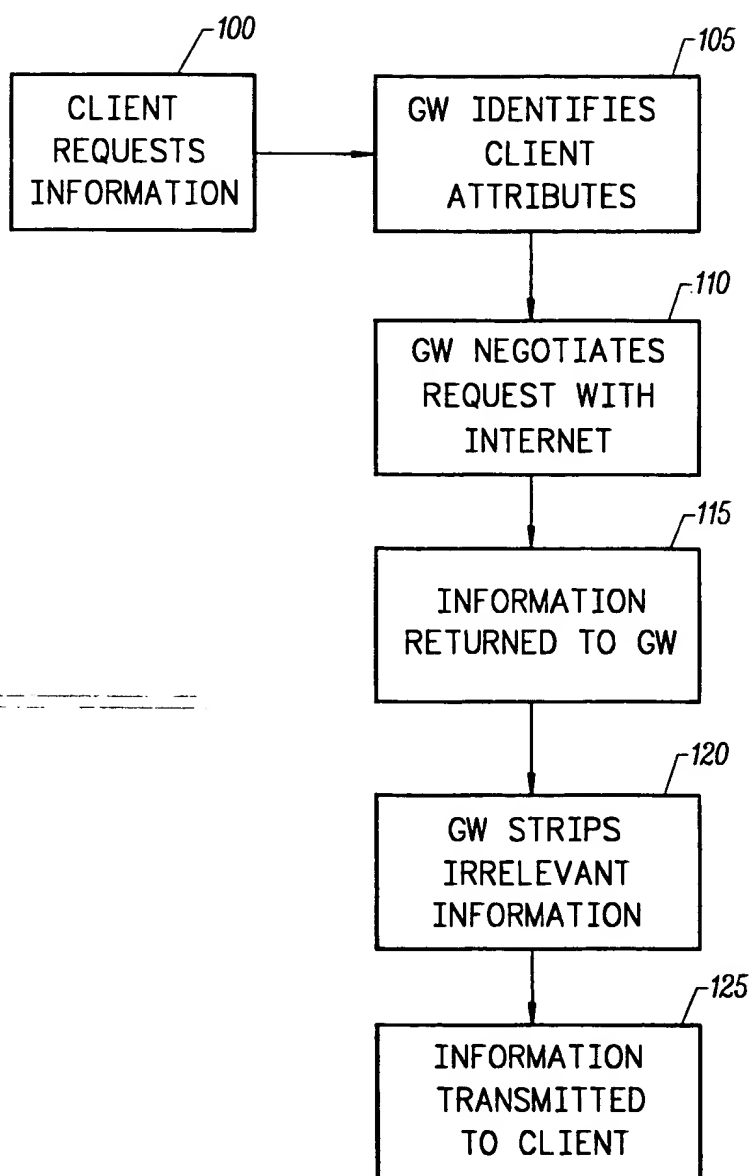 100
CLIENT
REQUESTS
INFORMATION
105
GW IDENTIFIES
CLIENT
ATTRIBUTES
110
GW NEGOTIATES
REQUEST WITH
INTERNET
115
INFORMATION
RETURNED TO GW
120
GW STRIPS
IRRELEVANT
INFORMATION
125
INFORMATION
TRANSMITTED
TO CLIENT